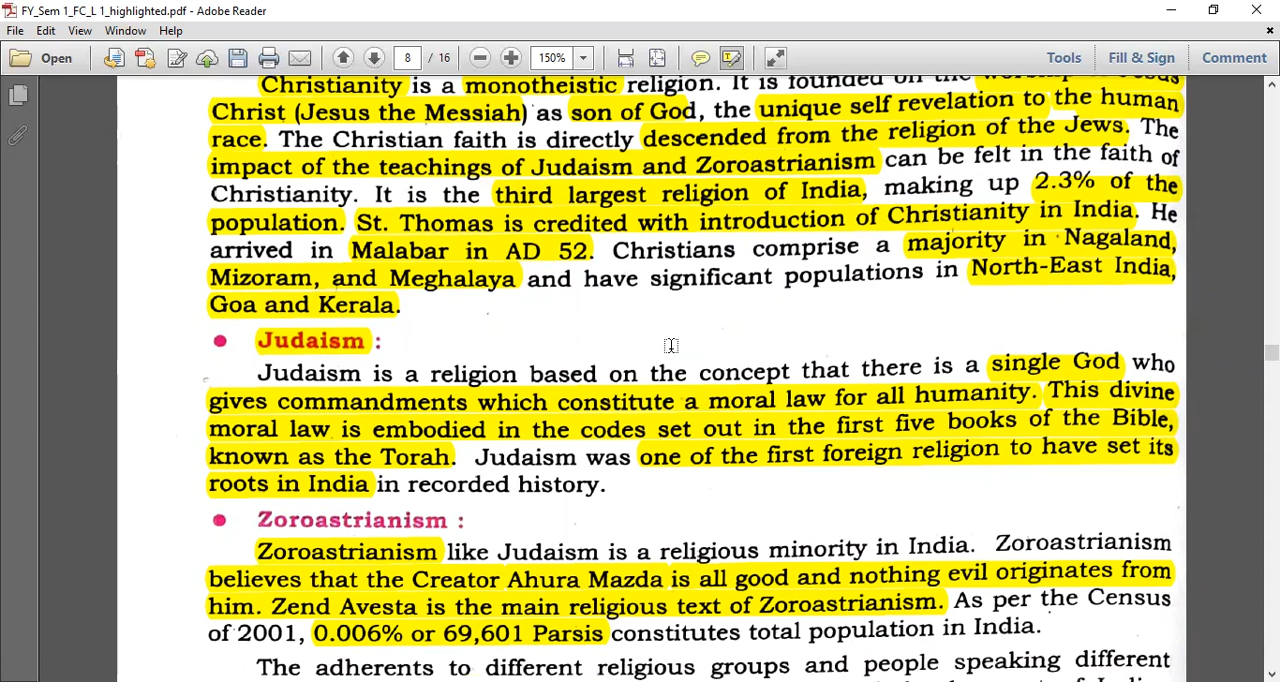 FY_Sem 1_FC_L 1_highlighted.pdf - Adobe Reader
File Edit View Window Help
Open 8 / 16 150% Tools Fill & Sign Comment
Christianity is a monotheistic religion. It is founded on the worship of Jesus
Christ (Jesus the Messiah) as son of God, the unique self revelation to the human
race. The Christian faith is directly descended from the religion of the Jews. The
impact of the teachings of Judaism and Zoroastrianism can be felt in the faith of
Christianity. It is the third largest religion of India, making up 2.3% of the
population. St. Thomas is credited with introduction of Christianity in India. He
arrived in Malabar in AD 52. Christians comprise a majority in Nagaland,
Mizoram, and Meghalaya and have significant populations in North-East India,
Goa and Kerala.
• Judaism :
Judaism is a religion based on the concept that there is a single God who
gives commandments which constitute a moral law for all humanity. This divine
moral law is embodied in the codes set out in the first five books of the Bible,
known as the Torah. Judaism was one of the first foreign religion to have set its
roots in India in recorded history.
• Zoroastrianism :
Zoroastrianism like Judaism is a religious minority in India. Zoroastrianism
believes that the Creator Ahura Mazda is all good and nothing evil originates from
him. Zend Avesta is the main religious text of Zoroastrianism. As per the Census
of 2001, 0.006% or 69,601 Parsis constitutes total population in India.
The adherents to different religious groups and people speaking different